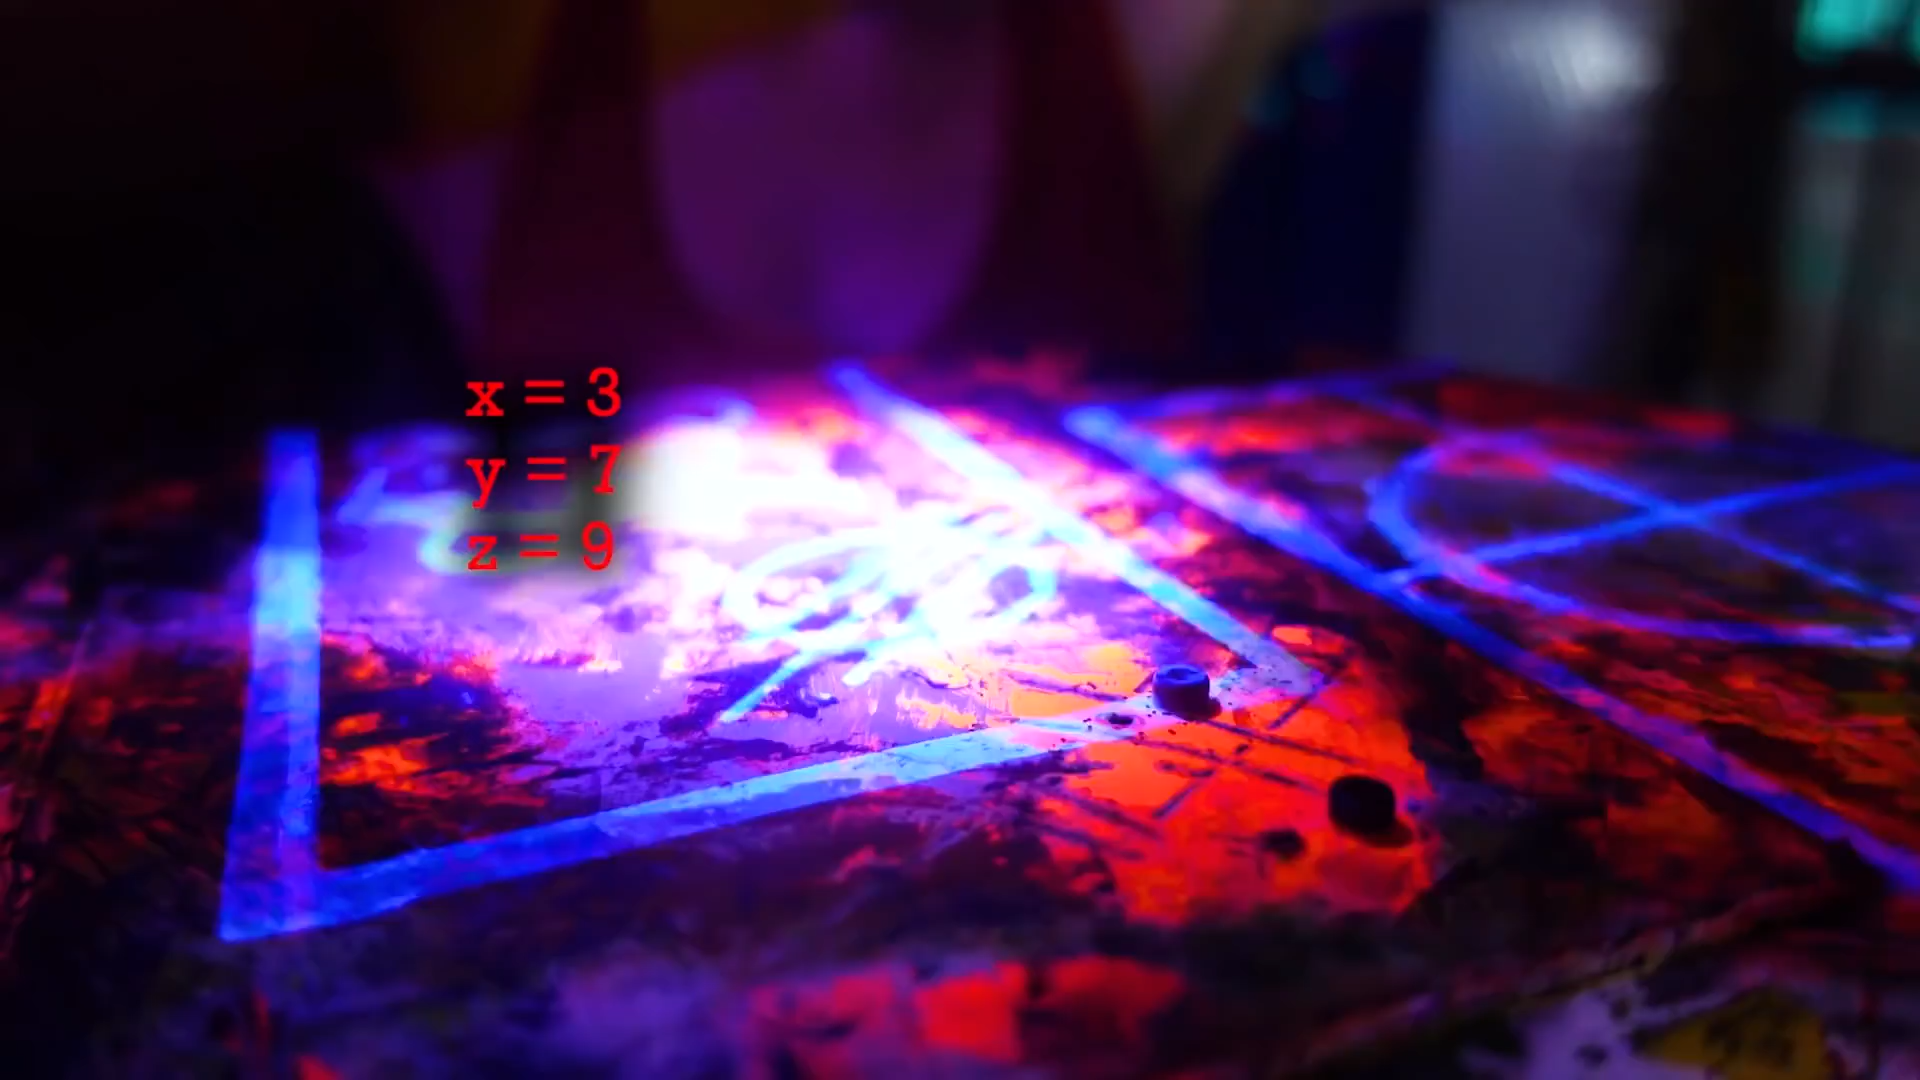 x = 3
y = 7
z = 9